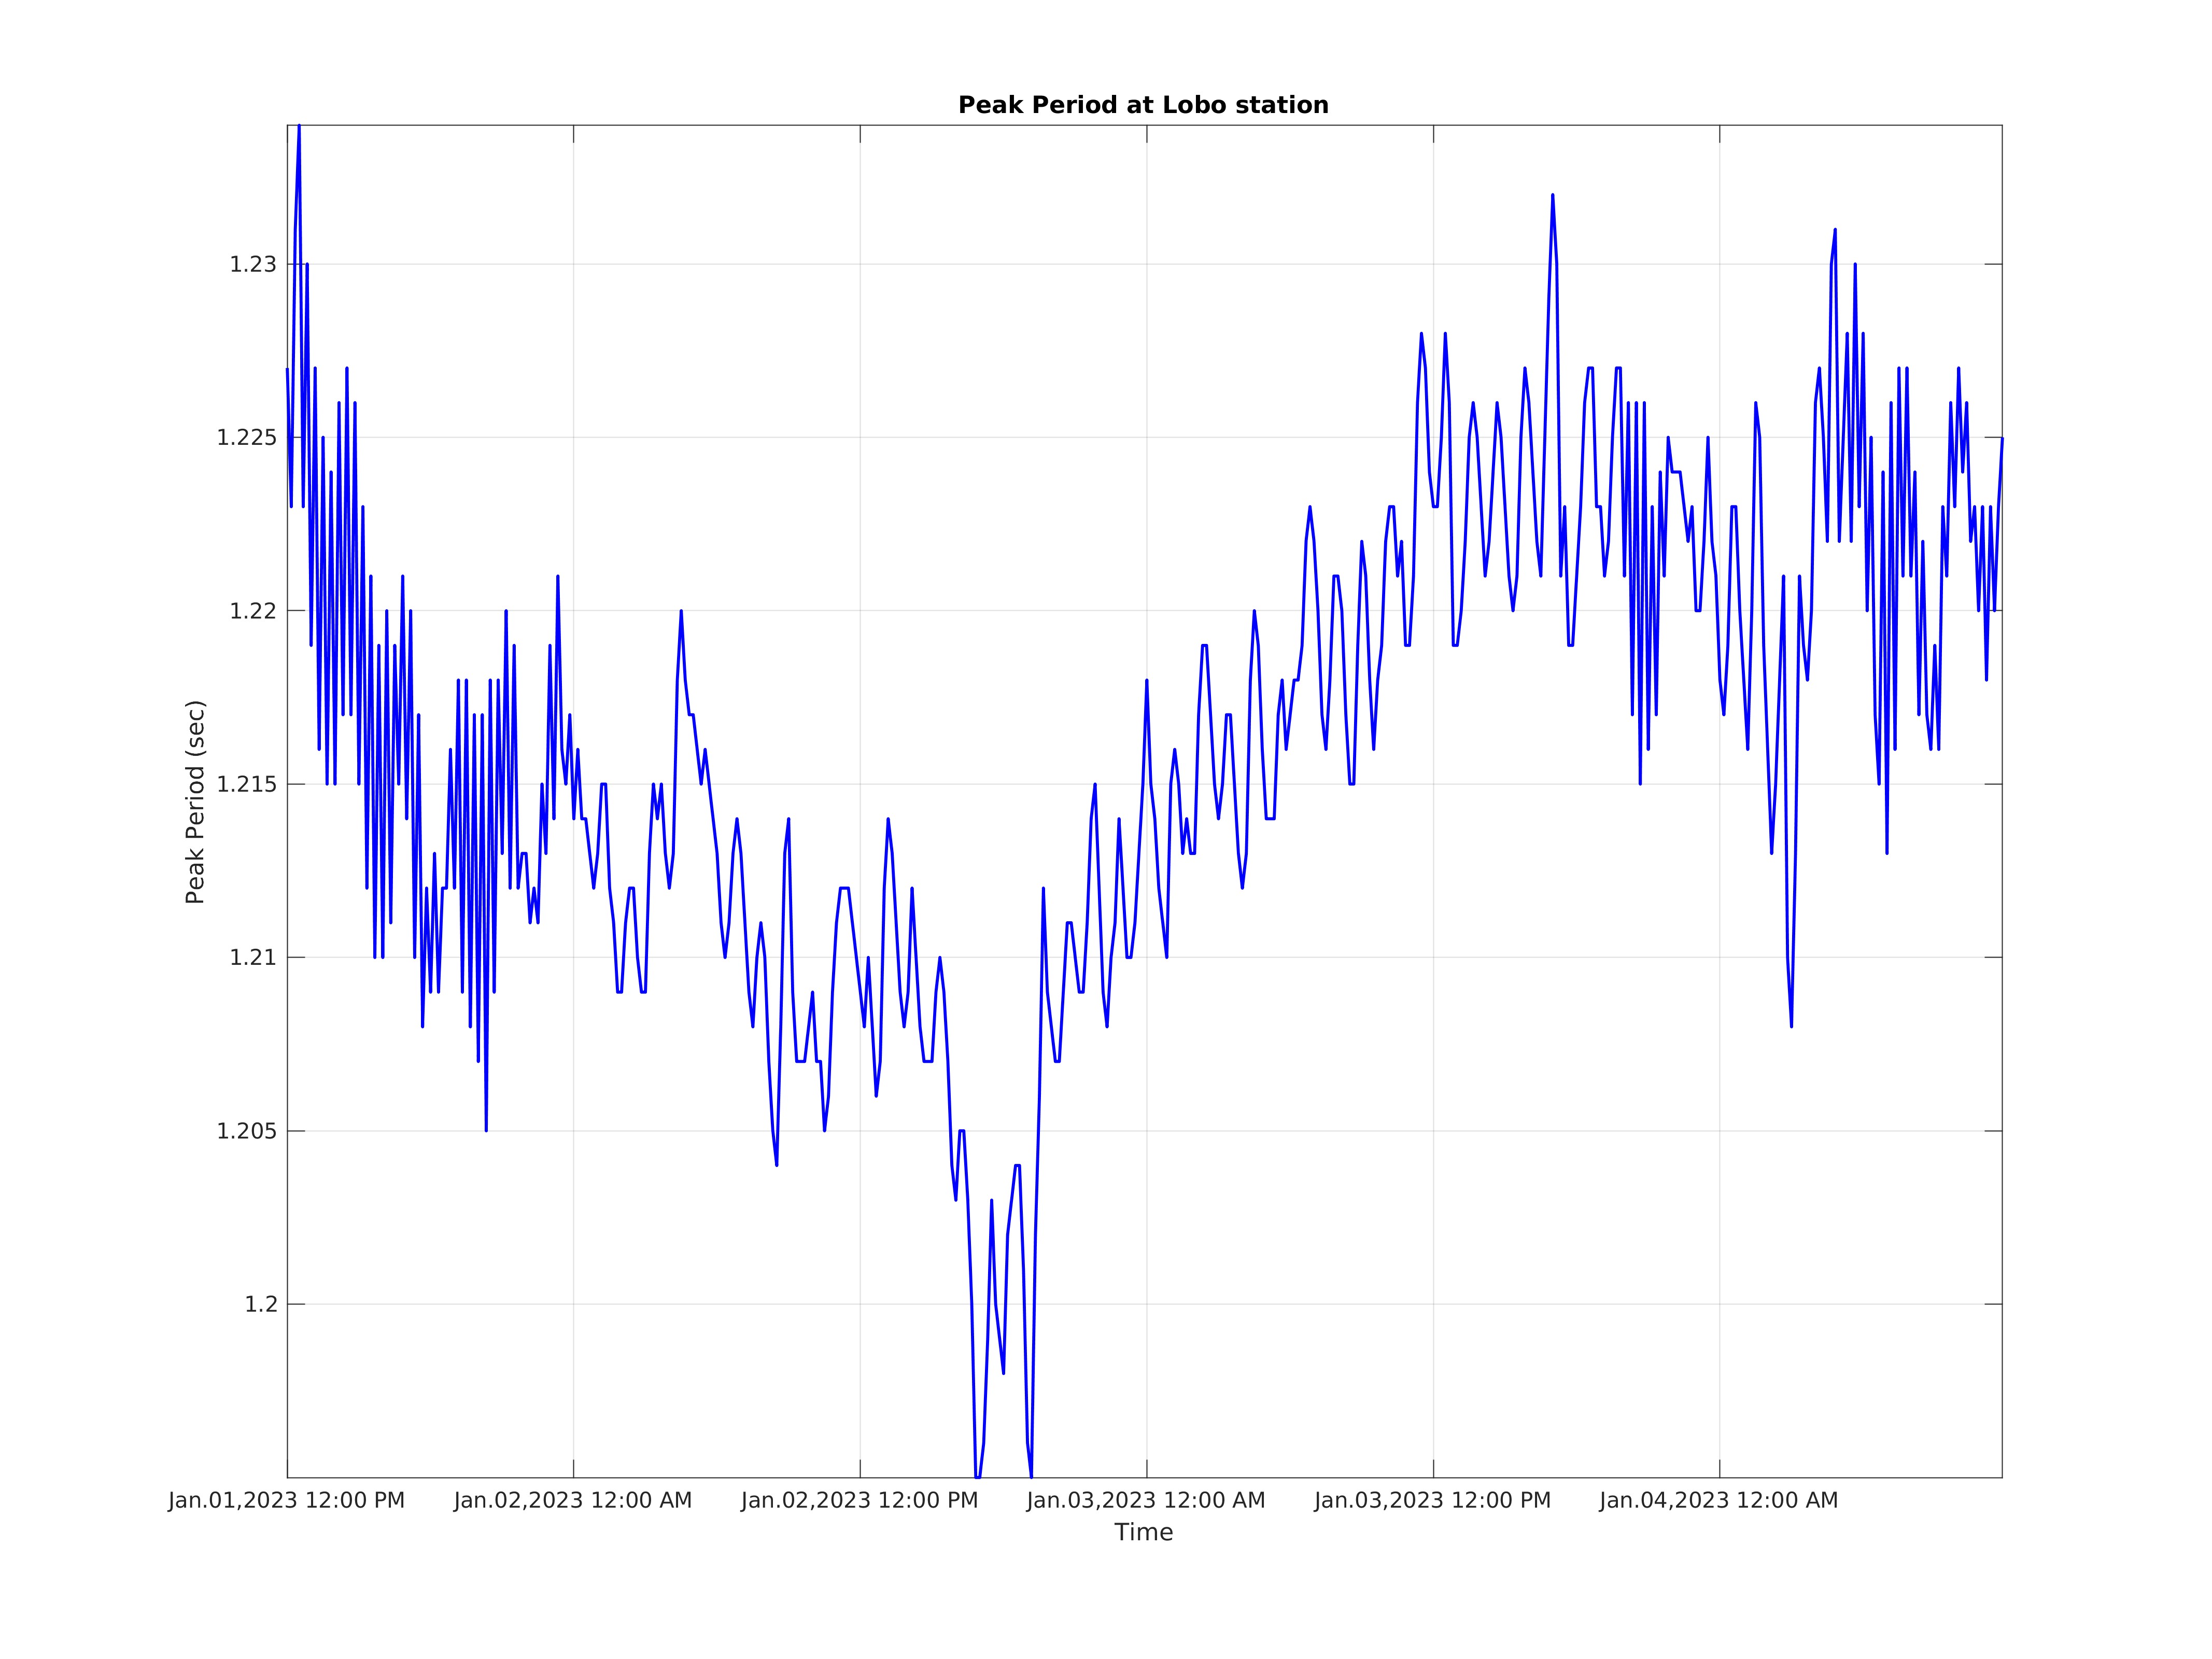 Peak Period at Lobo station
1.23
1.225
1.22
1.215
1.21
1.205
1.2
Peak Period (sec)
Jan.01,2023 12:00 PM Jan.02,2023 12:00 AM Jan.02,2023 12:00 PM Jan.03,2023 12:00 AM Jan.03,2023 12:00 PM Jan.04,2023 12:00 AM
Time